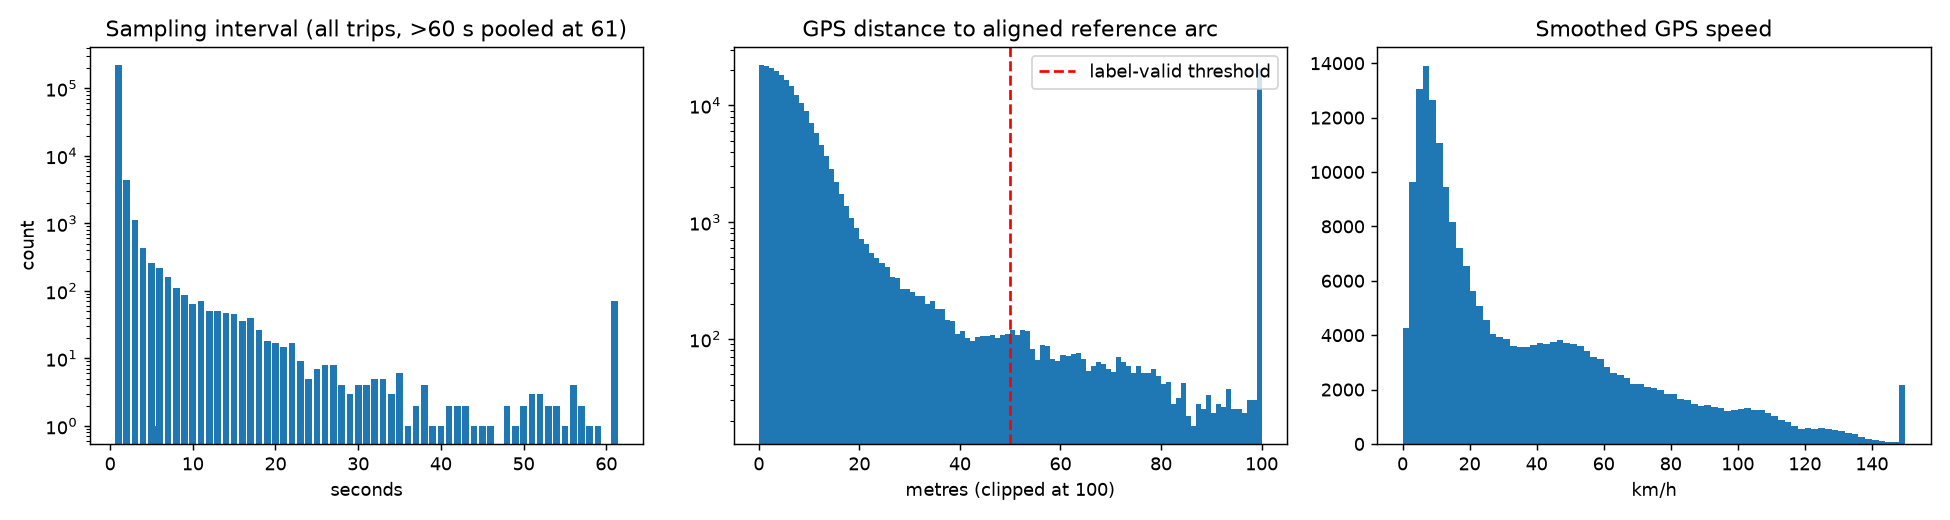 Sampling interval (all trips, >60 s pooled at 61)
count
10^5
10^4
10^3
10^2
10^1
10^0
0 10 20 30 40 50 60
seconds
GPS distance to aligned reference arc
label-valid threshold
10^4
10^3
10^2
0 20 40 60 80 100
metres (clipped at 100)
Smoothed GPS speed
14000
12000
10000
8000
6000
4000
2000
0
0 20 40 60 80 100 120 140
km/h